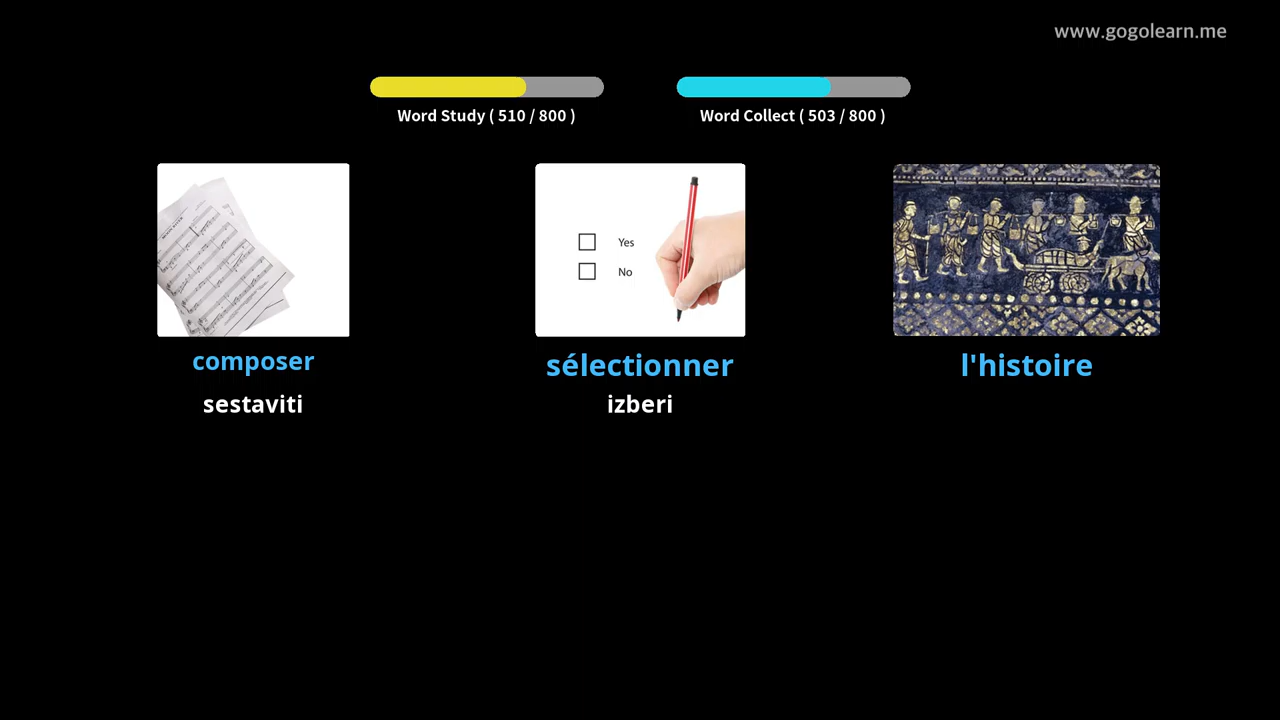 www.gogolearn.me
Word Study ( 510 / 800 )
Word Collect ( 503 / 800 )
Yes
No
composer
sélectionner
l'histoire
sestaviti
izberi